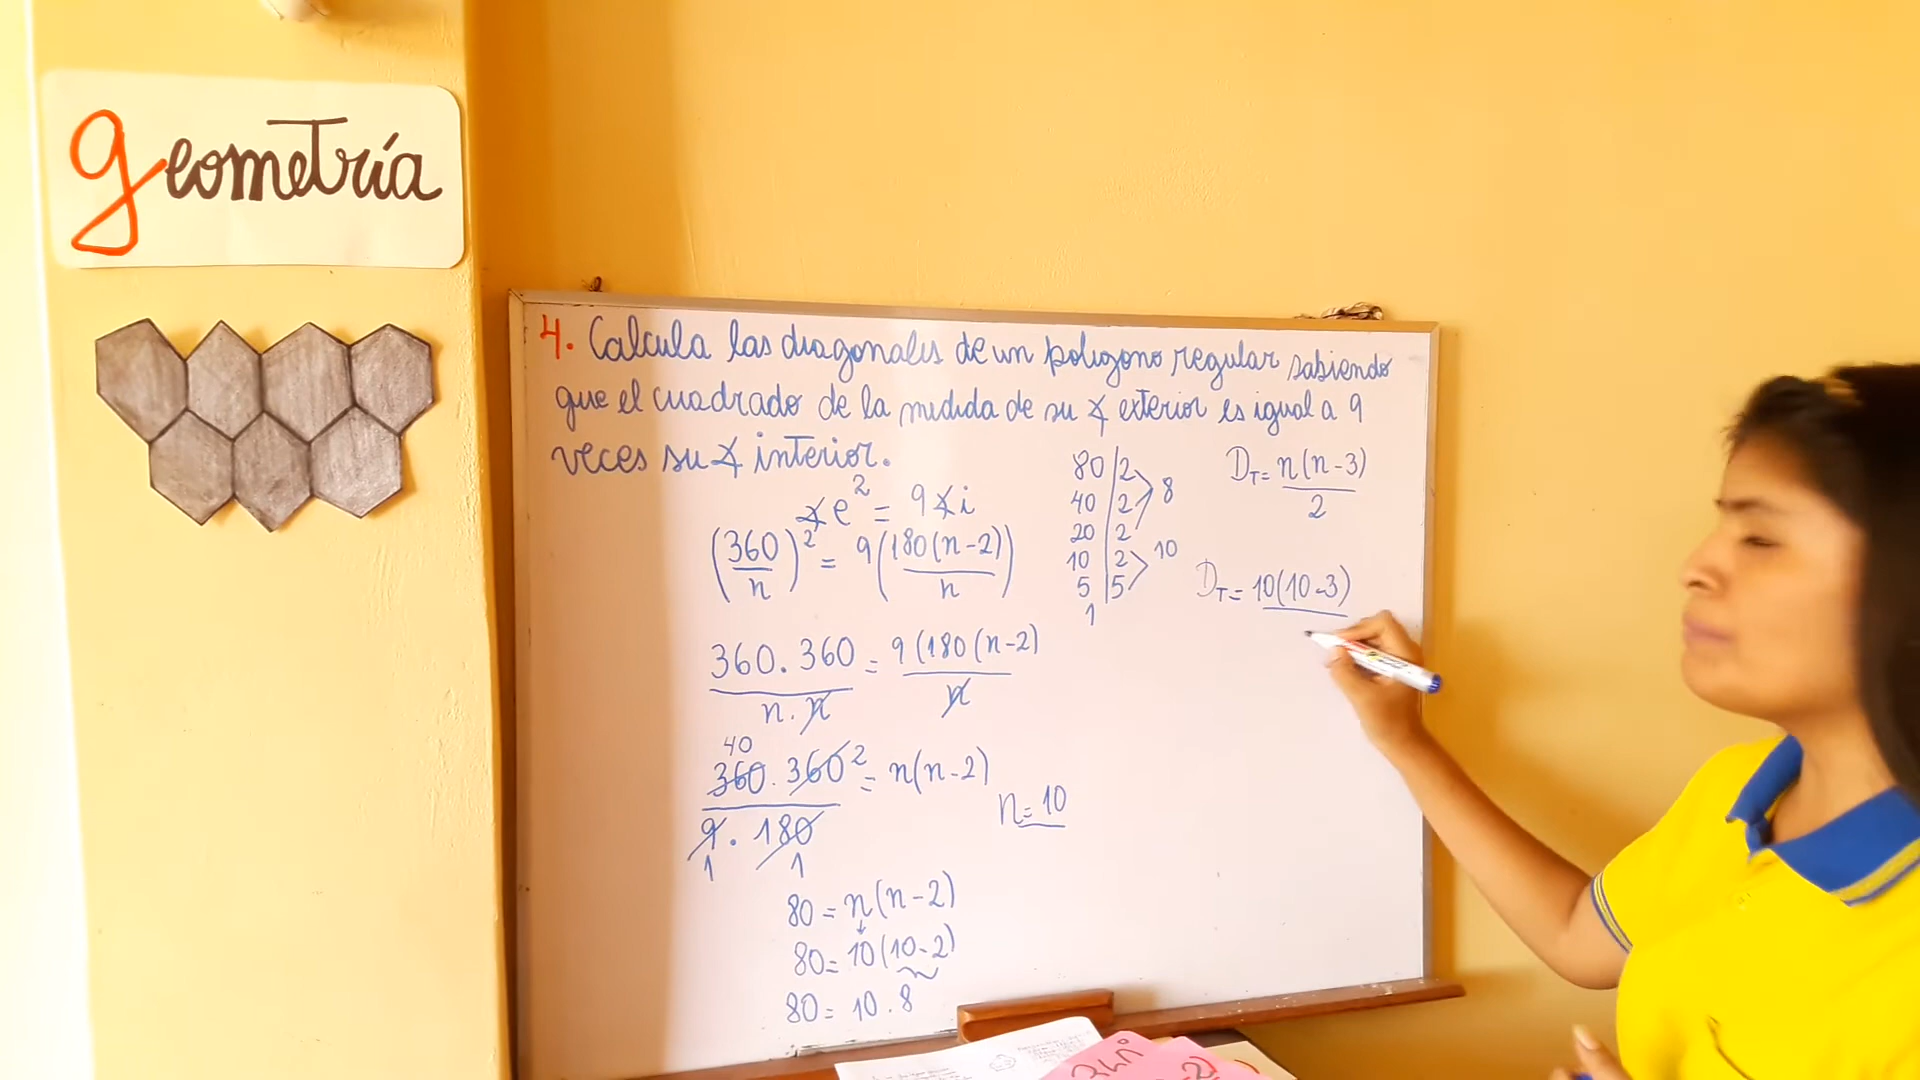 Geometría
4. Calcula las diagonales de un polígono regular sabiendo
que el cuadrado de la medida de su ∡ exterior es igual a 9
veces su ∡ interior.
∡e² = 9∡i
(360/n)² = 9(180(n-2)/n)
360.360/n.n = 9(180(n-2)/n
40
360.360 2/9.180 = n(n-2)
1 1
n=10
80 = n(n-2)
80 = 10(10-2)
80 = 10.8
80|2
40|2 8
20|2
10|2 10
5|5
1
D_T = n(n-3)/2
D_T = 10(10-3)